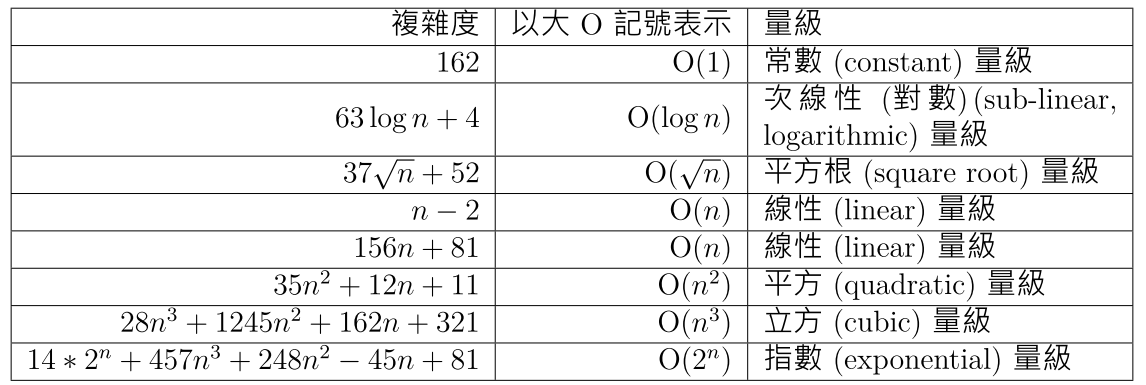 複雜度 以大 O 記號表示 量級
162 O(1) 常數 (constant) 量級
63 log n + 4 O(log n) 次線性 (對數)(sub-linear,
logarithmic) 量級
37√n + 52 O(√n) 平方根 (square root) 量級
n − 2 O(n) 線性 (linear) 量級
156n + 81 O(n) 線性 (linear) 量級
35n² + 12n + 11 O(n²) 平方 (quadratic) 量級
28n³ + 1245n² + 162n + 321 O(n³) 立方 (cubic) 量級
14 ∗ 2ⁿ + 457n³ + 248n² − 45n + 81 O(2ⁿ) 指數 (exponential) 量級